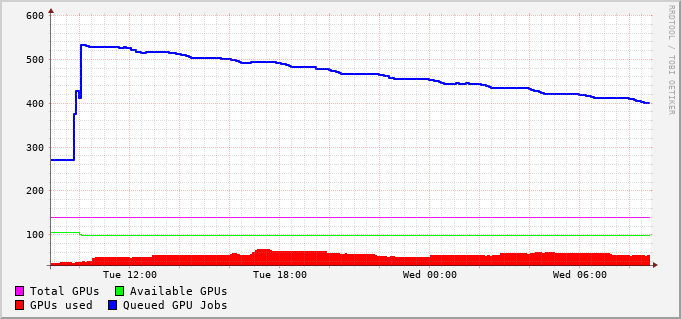 600
500
400
300
200
100
Tue 12:00 Tue 18:00 Wed 00:00 Wed 06:00
Total GPUs Available GPUs
GPUs used Queued GPU Jobs
RRDTOOL / TOBI OETIKER